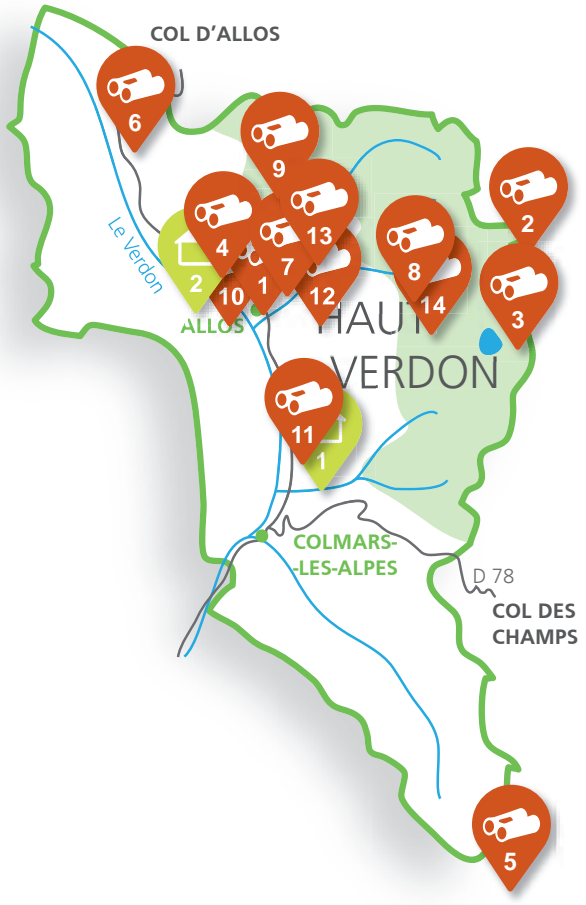 COL D'ALLOS
6
9
2
Le Verdon
4
13
2
10
1
7
12
8
14
3
ALLOS
HAUT
VERDON
11
1
COLMARS-
-LES-ALPES
D 78
COL DES
CHAMPS
5